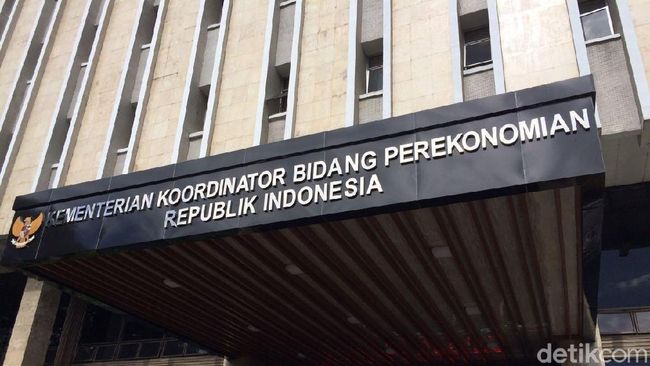 KEMENTERIAN KOORDINATOR BIDANG PEREKONOMIAN
REPUBLIK INDONESIA
detikcom